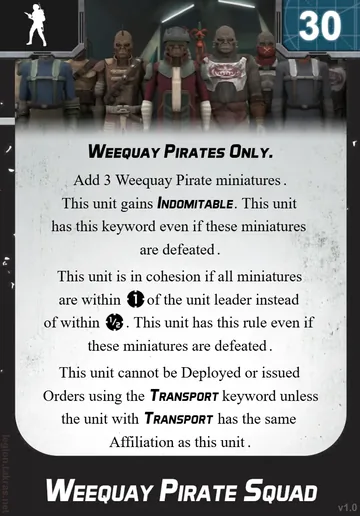 30
WEEQUAY PIRATES ONLY.
Add 3 Weequay Pirate miniatures.
This unit gains INDOMITABLE. This unit
has this keyword even if these miniatures
are defeated.
This unit is in cohesion if all miniatures
are within 1 of the unit leader instead
of within ½. This unit has this rule even if
these miniatures are defeated.
This unit cannot be Deployed or issued
Orders using the TRANSPORT keyword unless
the unit with TRANSPORT has the same
Affiliation as this unit.
WEEQUAY PIRATE SQUAD
v1.0